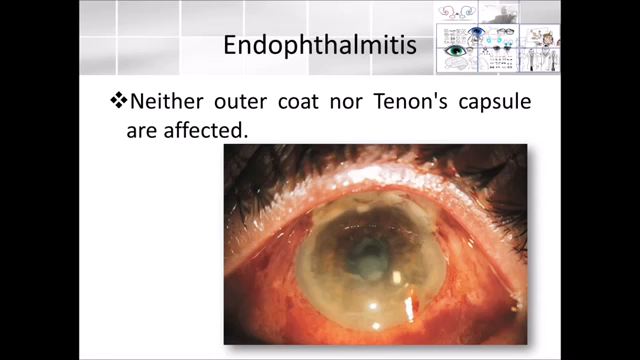 Endophthalmitis
❖Neither outer coat nor Tenon's capsule
are affected.